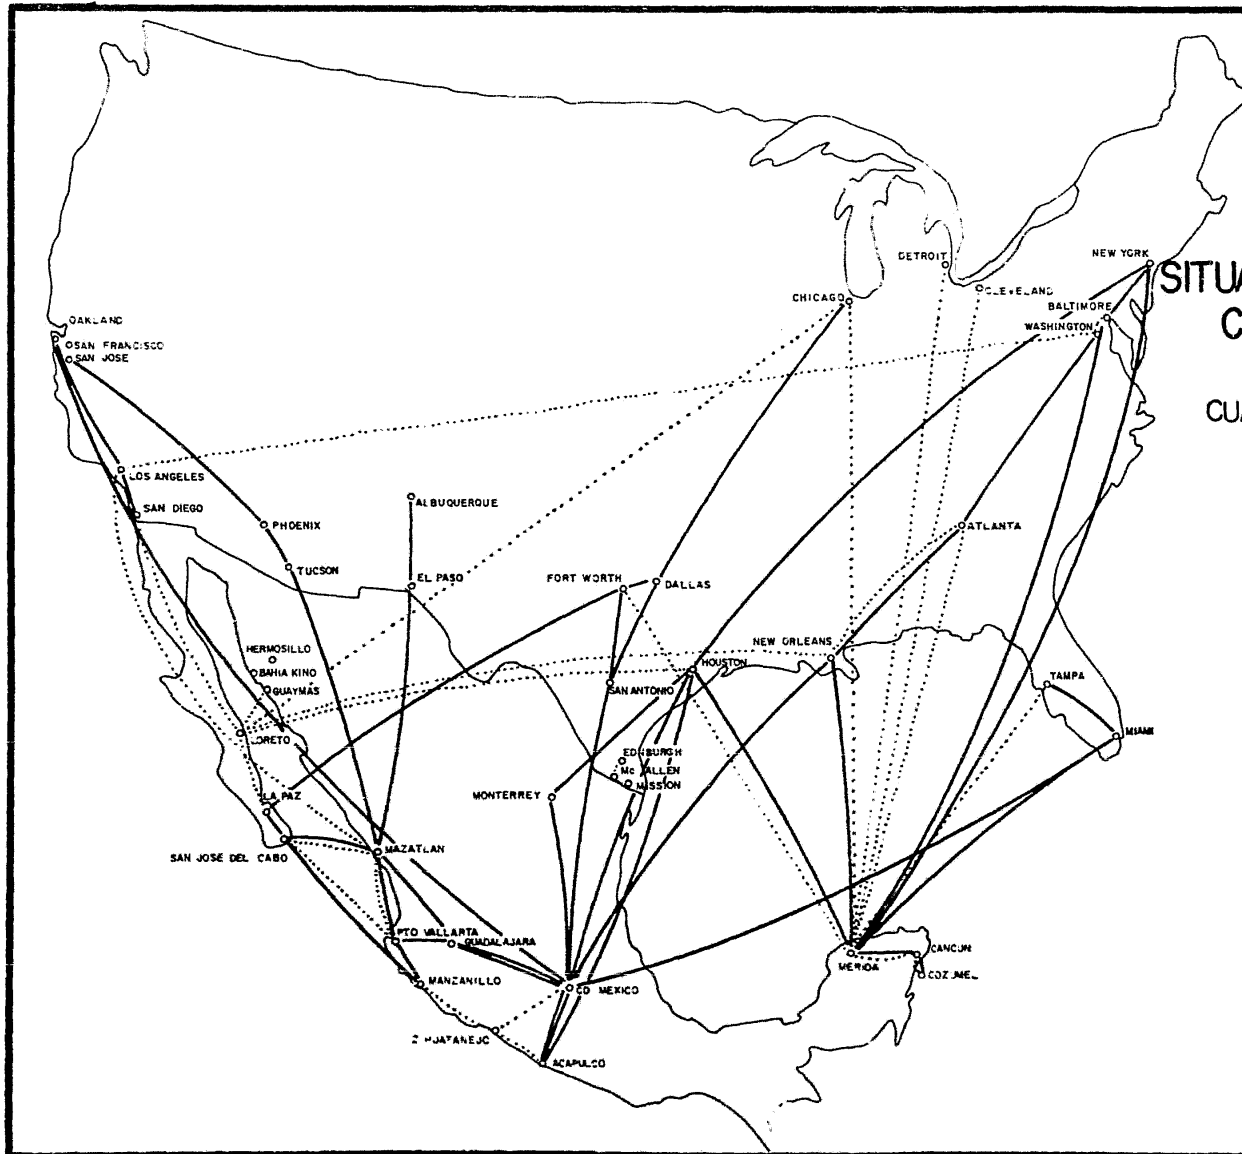 DETROIT
NEW YORK
SITUA
CLEVELAND
CHICAGO
BALTIMORE
C
OAKLAND
WASHINGTON
SAN FRANCISCO
SAN JOSE
CUA
LOS ANGELES
ALBUQUERQUE
SAN DIEGO
PHOENIX
ATLANTA
TUCSON
EL PASO
FORT WORTH
DALLAS
NEW ORLEANS
HERMOSILLO
HOUSTON
BAHIA KINO
TAMPA
GUAYMAS
SAN ANTONIO
LORETO
MIAMI
EDINBURGH
Mc ALLEN
MISSION
LA PAZ
MONTERREY
MAZATLAN
SAN JOSE DEL CABO
PTO VALLARTA
GUADALAJARA
CANCUN
MERIDA
COZUMEL
MANZANILLO
CD MEXICO
ZIHUATANEJO
ACAPULCO